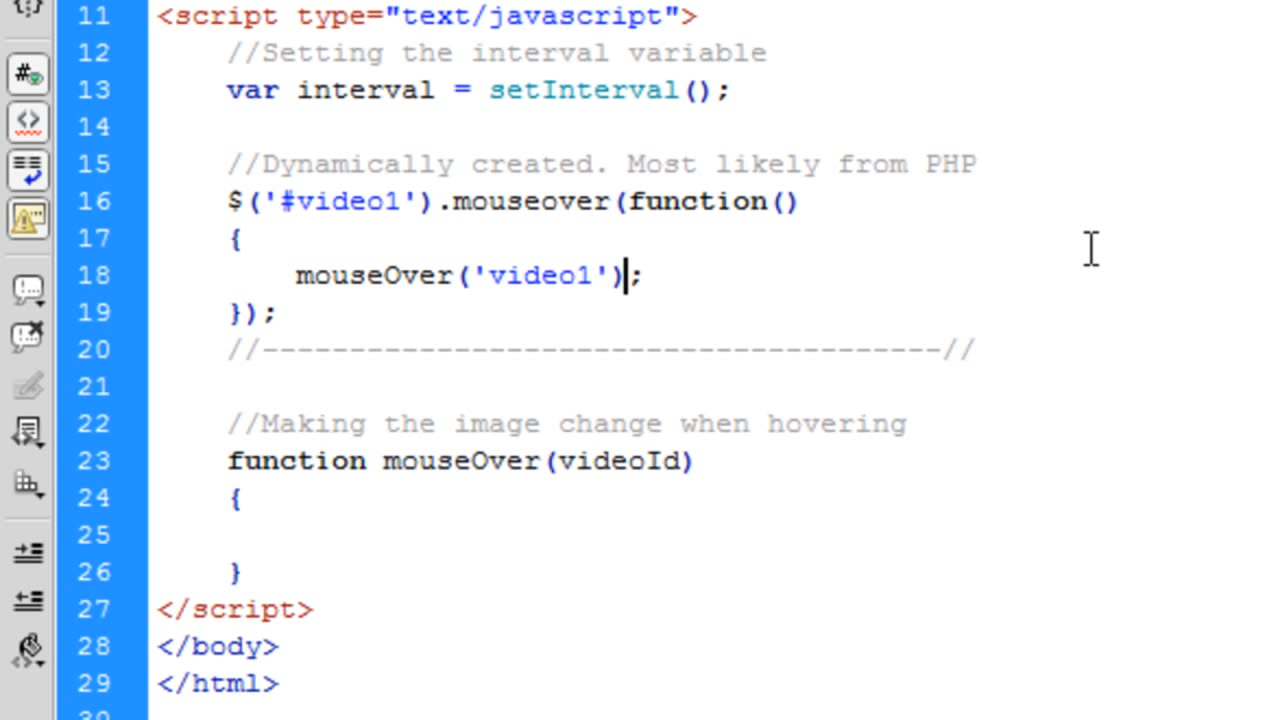 11 <script type="text/javascript">
12 //Setting the interval variable
13 var interval = setInterval();
14
15 //Dynamically created. Most likely from PHP
16 $('#video1').mouseover(function()
17 {
18 mouseOver('video1');
19 });
20 //---------------------------------------//
21
22 //Making the image change when hovering
23 function mouseOver(videoId)
24 {
25
26 }
27 </script>
28 </body>
29 </html>
30